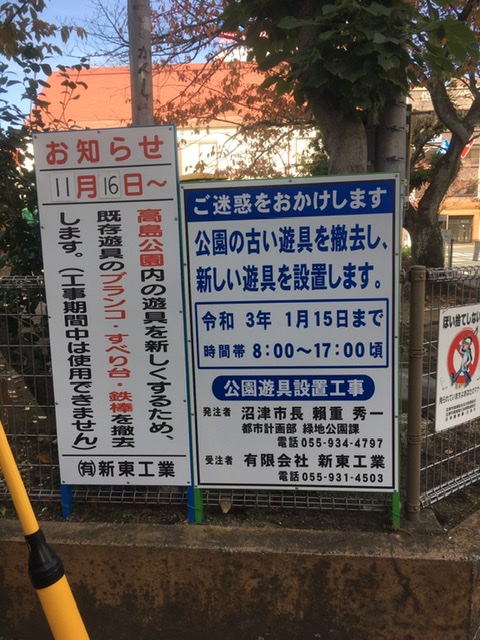 お知らせ
11月16日～
高島公園内の遊具を新しくするため、
既存遊具のブランコ・すべり台・鉄棒を撤去
します。（工事期間中は使用できません）
㈲新東工業
ご迷惑をおかけします
公園の古い遊具を撤去し、
新しい遊具を設置します。
令和 3年 1月15日まで
時間帯 8:00～17:00頃
公園遊具設置工事
発注者 沼津市長 賴重 秀一
都市計画部 緑地公園課
電話 055-934-4797
受注者 有限会社 新東工業
電話 055-931-4503
ぽい捨てしない